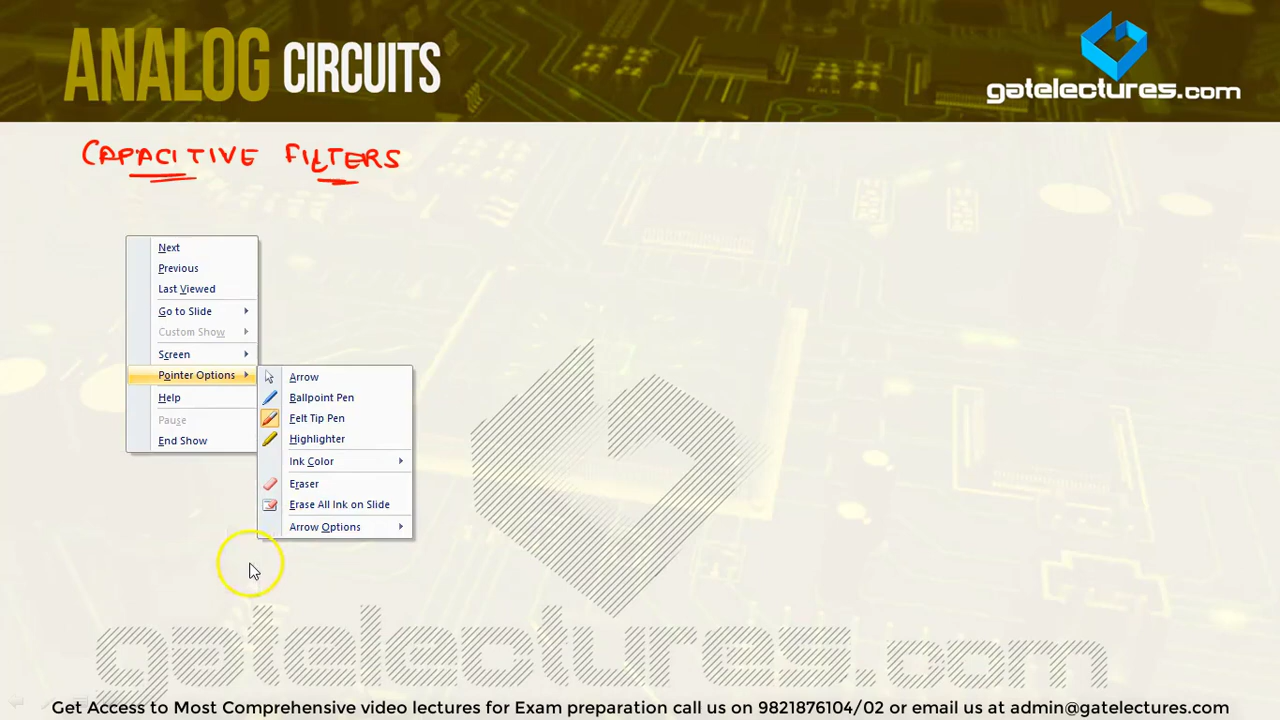 ANALOG CIRCUITS
gatelectures.com
CAPACITIVE FILTERS
Next
Previous
Last Viewed
Go to Slide
Custom Show
Screen
Pointer Options
Help
Pause
End Show
Arrow
Ballpoint Pen
Felt Tip Pen
Highlighter
Ink Color
Eraser
Erase All Ink on Slide
Arrow Options
gatelectures.com
Get Access to Most Comprehensive video lectures for Exam preparation call us on 9821876104/02 or email us at admin@gatelectures.com